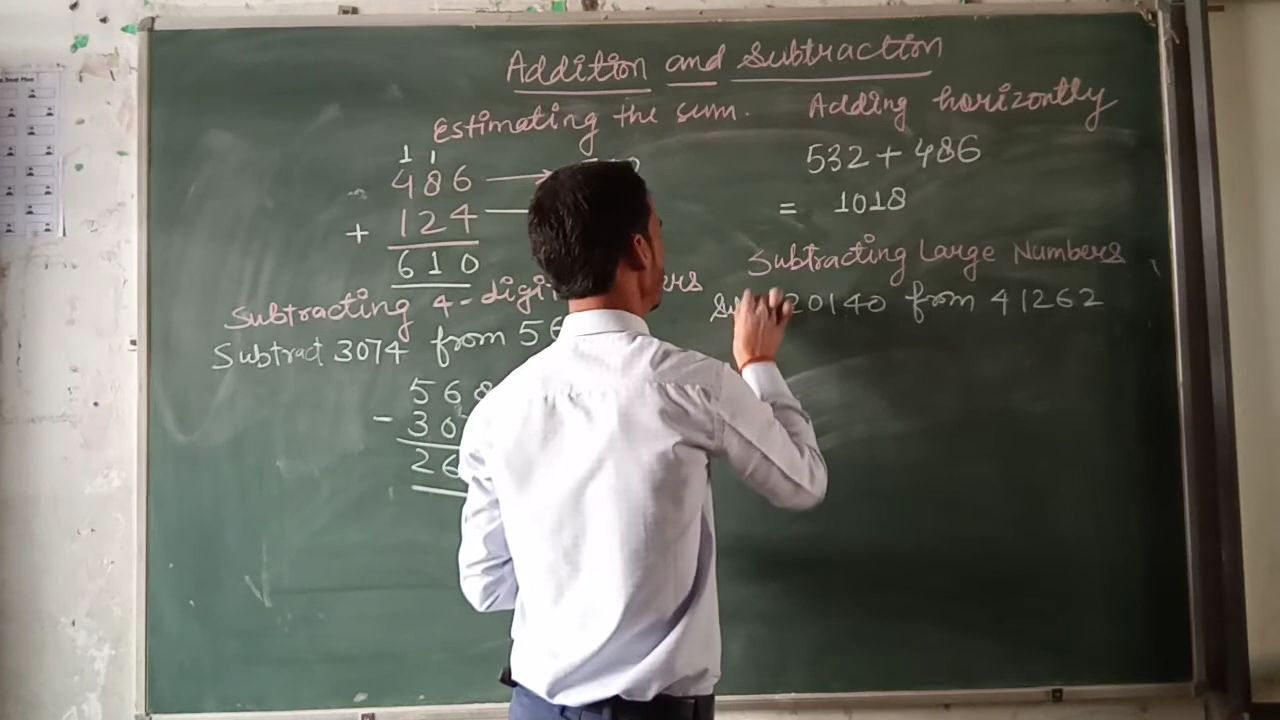 Addition and Subtraction
Estimating the sum.
1 1
486
+ 124
610
Subtracting 4-digit
Subtract 3074 from
- 
Adding horizontly
532 + 486
= 1018
Subtracting Large Numbers
20140 from 41262